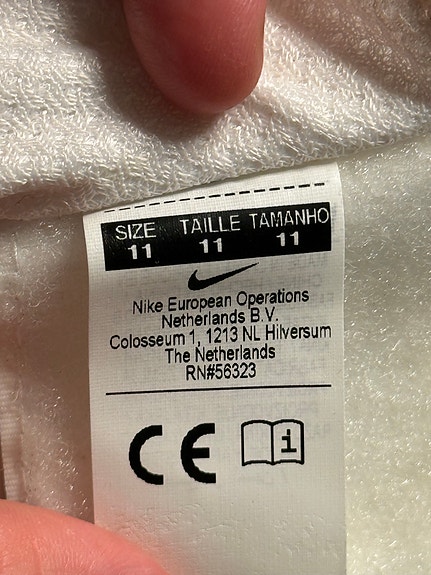 SIZE TAILLE TAMANHO
11 11 11
Nike European Operations
Netherlands B.V.
Colosseum 1, 1213 NL Hilversum
The Netherlands
RN#56323
CE i